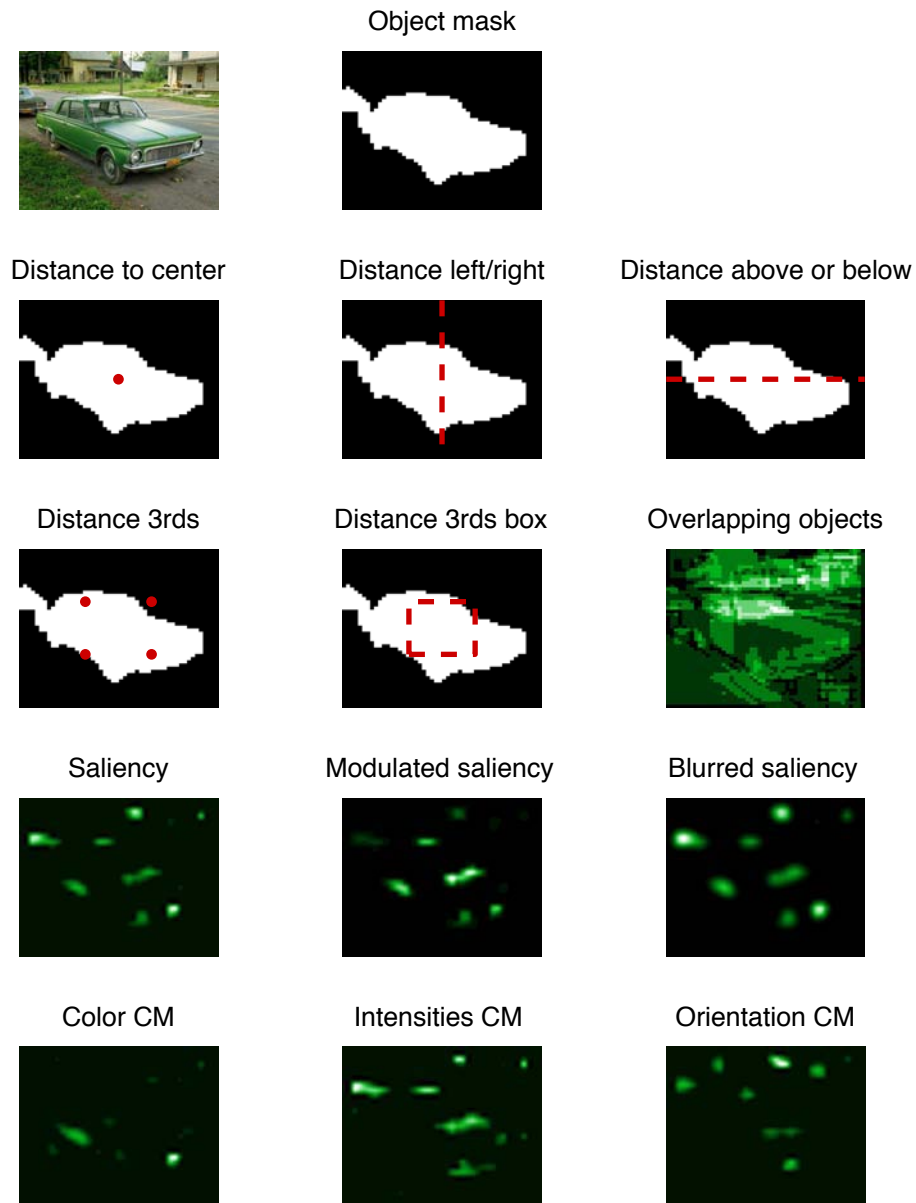 Object mask
Distance to center
Distance left/right
Distance above or below
Distance 3rds
Distance 3rds box
Overlapping objects
Saliency
Modulated saliency
Blurred saliency
Color CM
Intensities CM
Orientation CM